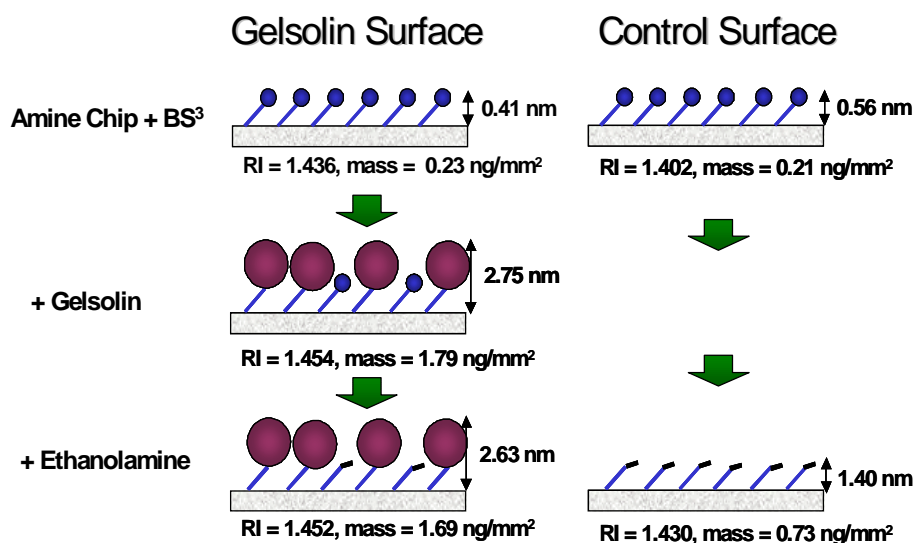 Gelsolin Surface
Control Surface
Amine Chip + BS³
0.41 nm
0.56 nm
RI = 1.436, mass = 0.23 ng/mm²
RI = 1.402, mass = 0.21 ng/mm²
+ Gelsolin
2.75 nm
RI = 1.454, mass = 1.79 ng/mm²
+ Ethanolamine
2.63 nm
1.40 nm
RI = 1.452, mass = 1.69 ng/mm²
RI = 1.430, mass = 0.73 ng/mm²